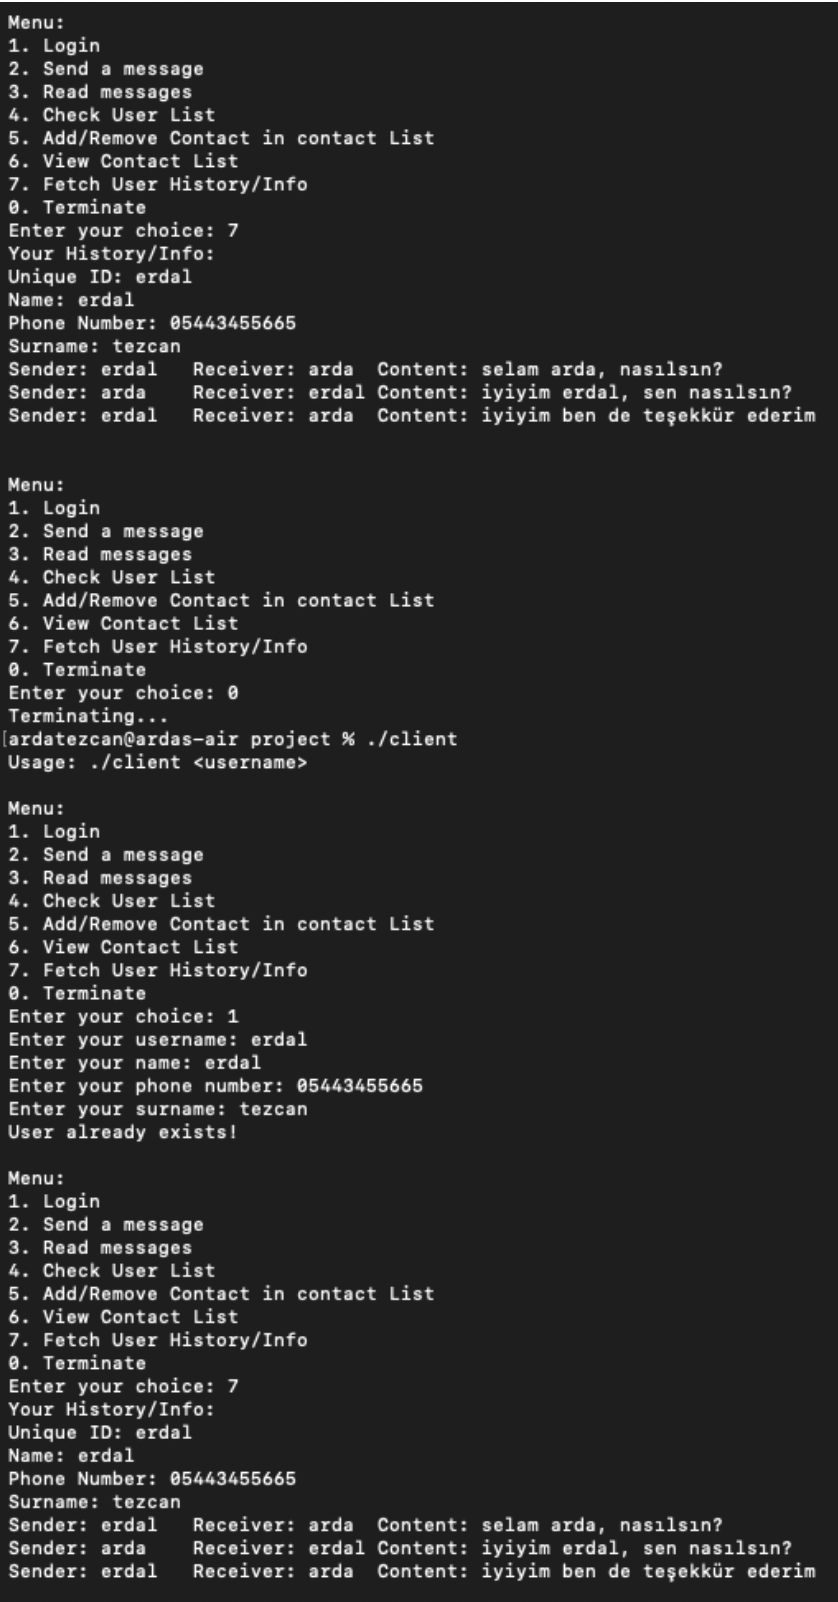 Menu:
1. Login
2. Send a message
3. Read messages
4. Check User List
5. Add/Remove Contact in contact List
6. View Contact List
7. Fetch User History/Info
0. Terminate
Enter your choice: 7
Your History/Info:
Unique ID: erdal
Name: erdal
Phone Number: 05443455665
Surname: tezcan
Sender: erdal   Receiver: arda  Content: selam arda, nasılsın?
Sender: arda    Receiver: erdal Content: iyiyim erdal, sen nasılsın?
Sender: erdal   Receiver: arda  Content: iyiyim ben de teşekkür ederim
Menu:
1. Login
2. Send a message
3. Read messages
4. Check User List
5. Add/Remove Contact in contact List
6. View Contact List
7. Fetch User History/Info
0. Terminate
Enter your choice: 0
Terminating...
[ardatezcan@ardas-air project % ./client
Usage: ./client <username>
Menu:
1. Login
2. Send a message
3. Read messages
4. Check User List
5. Add/Remove Contact in contact List
6. View Contact List
7. Fetch User History/Info
0. Terminate
Enter your choice: 1
Enter your username: erdal
Enter your name: erdal
Enter your phone number: 05443455665
Enter your surname: tezcan
User already exists!
Menu:
1. Login
2. Send a message
3. Read messages
4. Check User List
5. Add/Remove Contact in contact List
6. View Contact List
7. Fetch User History/Info
0. Terminate
Enter your choice: 7
Your History/Info:
Unique ID: erdal
Name: erdal
Phone Number: 05443455665
Surname: tezcan
Sender: erdal   Receiver: arda  Content: selam arda, nasılsın?
Sender: arda    Receiver: erdal Content: iyiyim erdal, sen nasılsın?
Sender: erdal   Receiver: arda  Content: iyiyim ben de teşekkür ederim